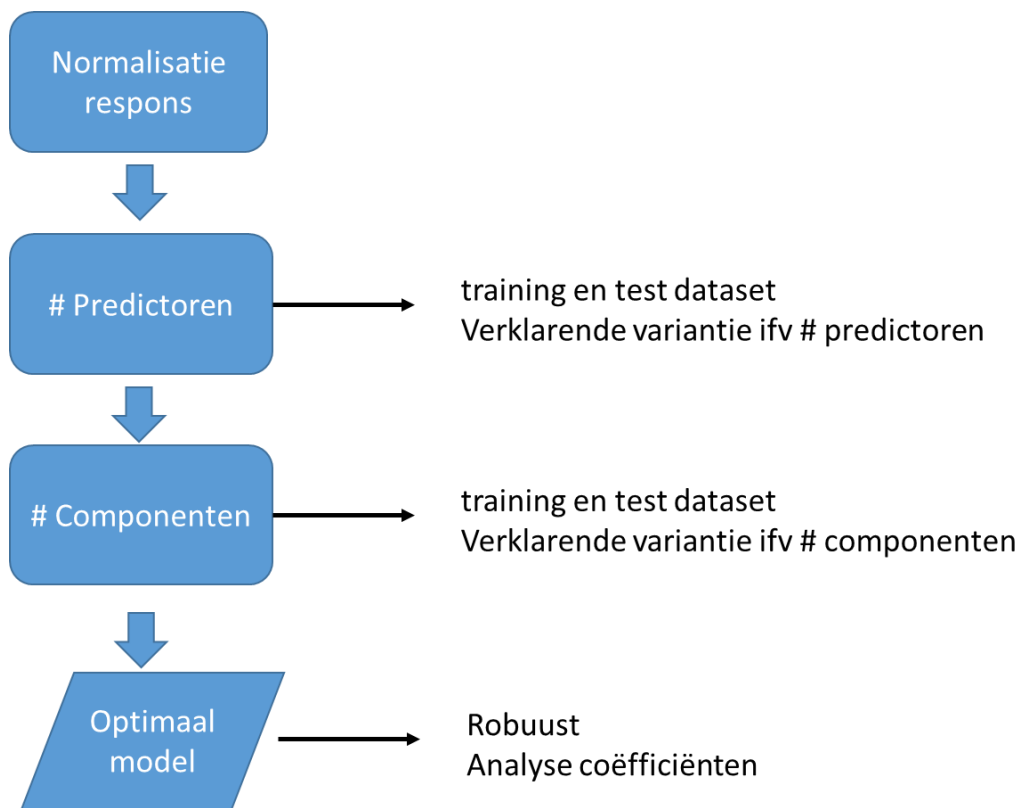 Normalisatie
respons
# Predictoren
training en test dataset
Verklarende variantie ifv # predictoren
# Componenten
training en test dataset
Verklarende variantie ifv # componenten
Optimaal
model
Robuust
Analyse coëfficiënten